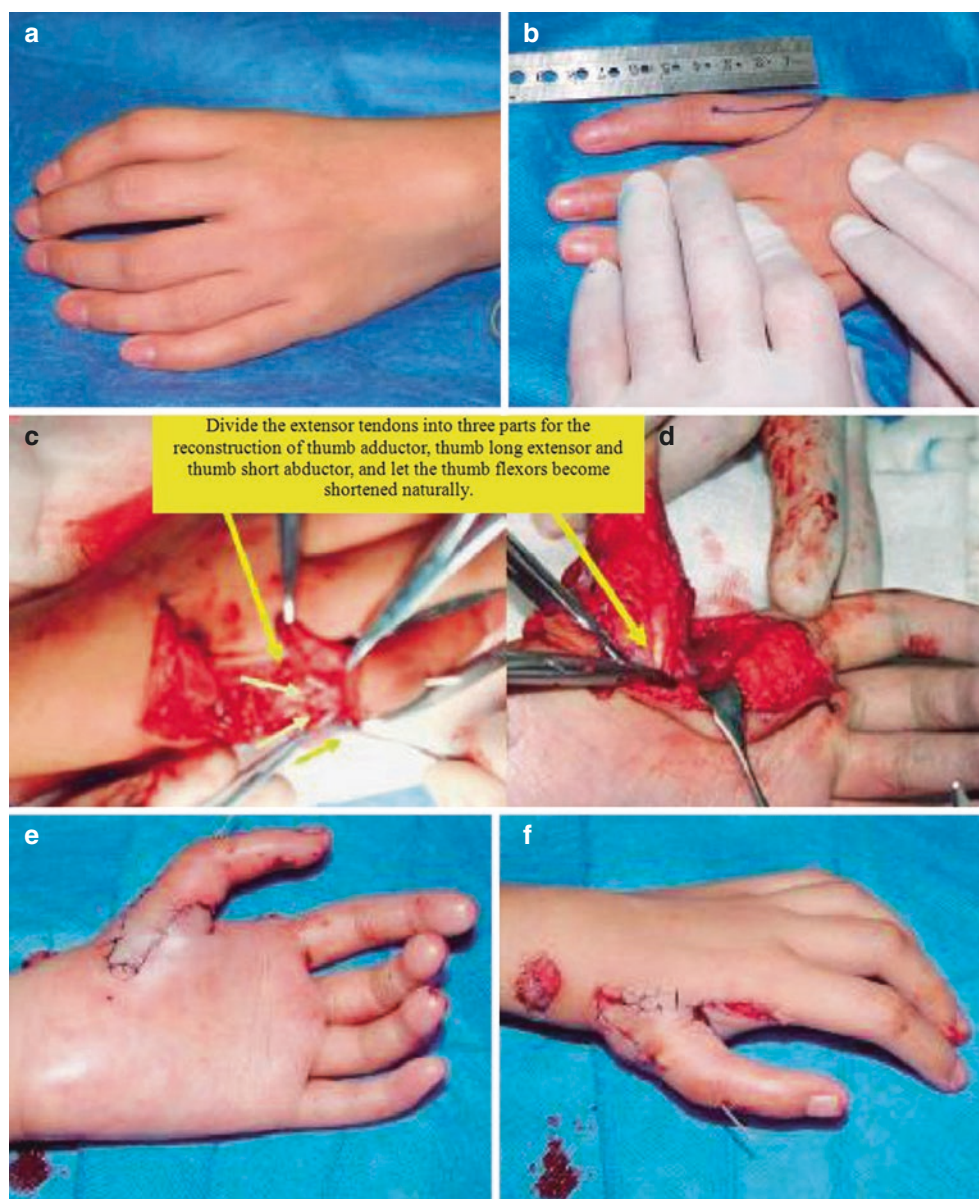 a
b
c
Divide the extensor tendons into three parts for the
reconstruction of thumb adductor, thumb long extensor and
thumb short abductor, and let the thumb flexors become
shortened naturally.
d
e
f